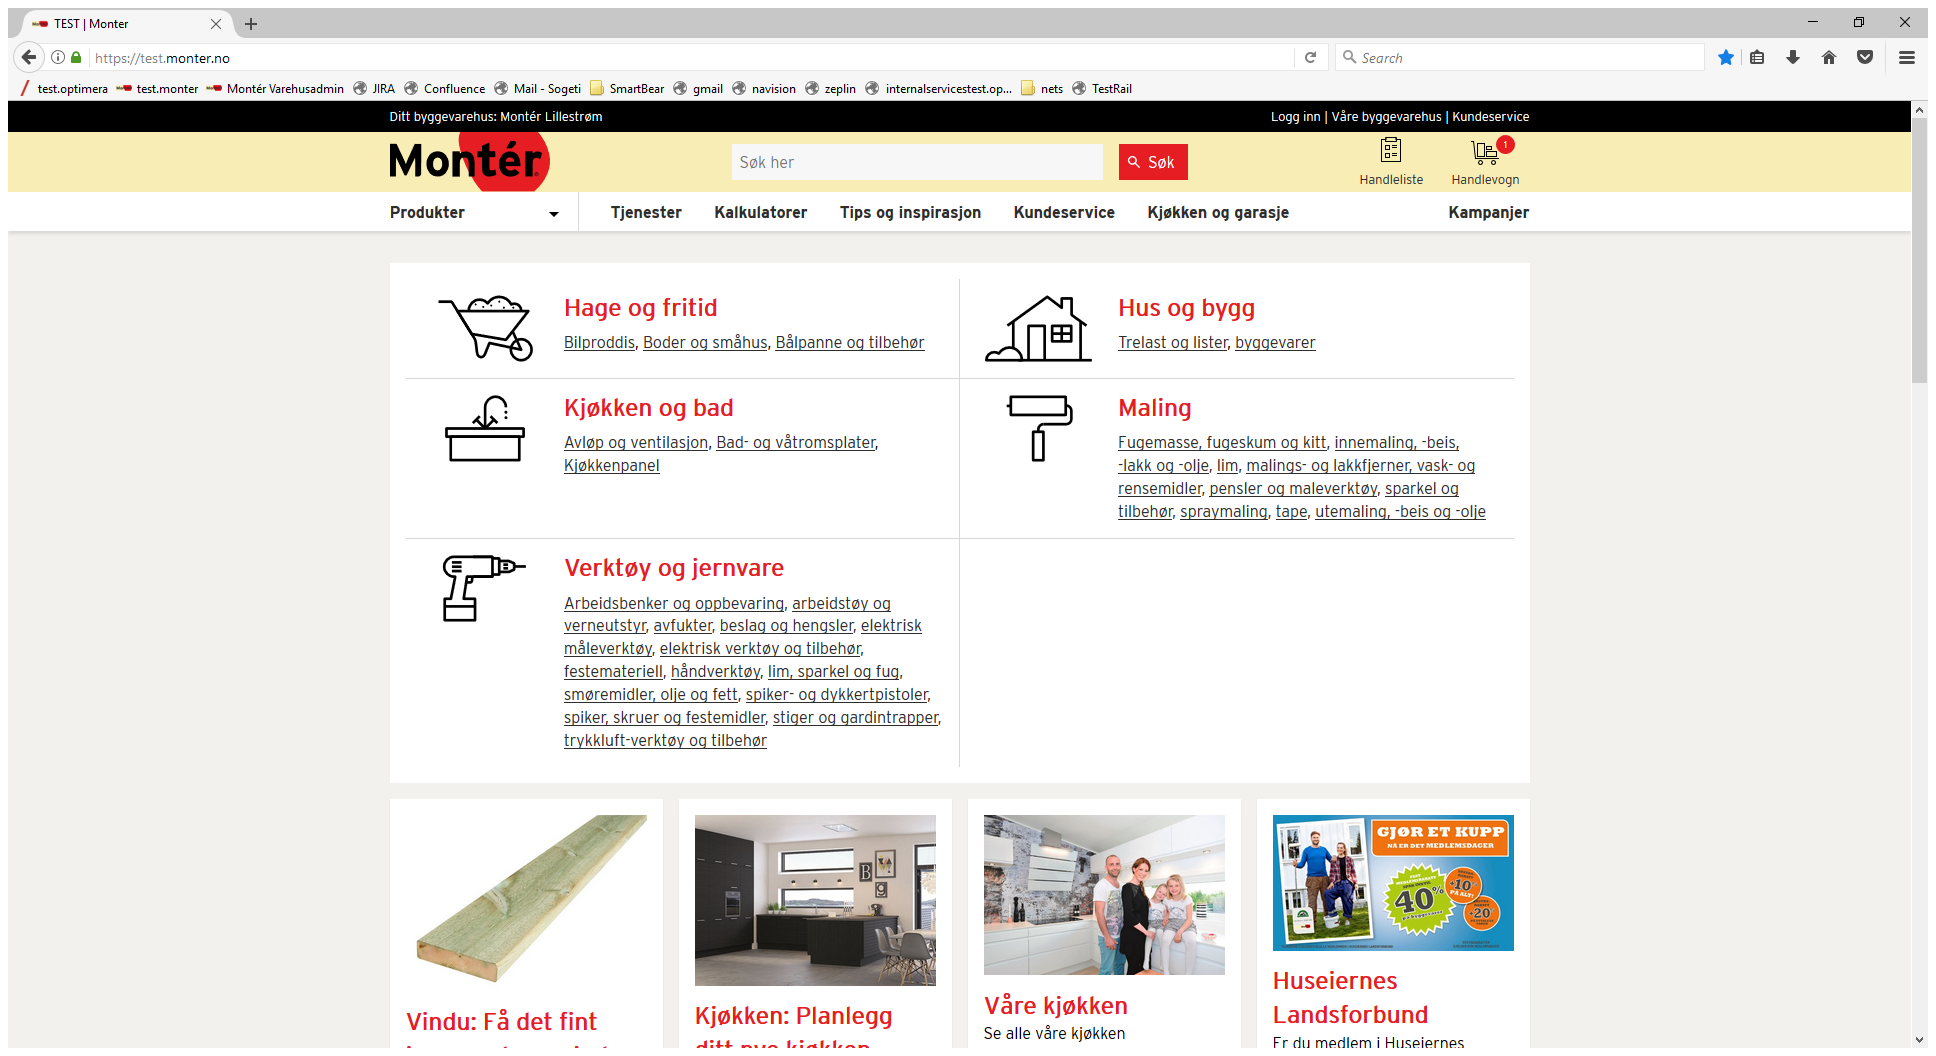 TEST | Monter
https://test.monter.no
Search
test.optimera test.monter Montér Varehusadmin JIRA Confluence Mail - Sogeti SmartBear gmail navision zeplin internalservicestest.op... nets TestRail
Ditt byggevarehus: Montér Lillestrøm
Logg inn | Våre byggevarehus | Kundeservice
Montér
Søk her
Søk
Handleliste
1
Handlevogn
Produkter Tjenester Kalkulatorer Tips og inspirasjon Kundeservice Kjøkken og garasje Kampanjer
Hage og fritid
Bilproddis, Boder og småhus, Bålpanne og tilbehør
Hus og bygg
Trelast og lister, byggevarer
Kjøkken og bad
Avløp og ventilasjon, Bad- og våtromsplater,
Kjøkkenpanel
Maling
Fugemasse, fugeskum og kitt, innemaling, -beis,
-lakk og -olje, lim, malings- og lakkfjerner, vask- og
rensemidler, pensler og maleverktøy, sparkel og
tilbehør, spraymaling, tape, utemaling, -beis og -olje
Verktøy og jernvare
Arbeidsbenker og oppbevaring, arbeidstøy og
verneutstyr, avfukter, beslag og hengsler, elektrisk
måleverktøy, elektrisk verktøy og tilbehør,
festemateriell, håndverktøy, lim, sparkel og fug,
smøremidler, olje og fett, spiker- og dykkertpistoler,
spiker, skruer og festemidler, stiger og gardintrapper,
trykkluft-verktøy og tilbehør
Vindu: Få det fint
Kjøkken: Planlegg
ditt nye kjøkken
Våre kjøkken
Se alle våre kjøkken
GJØR ET KUPP
NÅ ER DET MEDLEMSDAGER
40%
+10%
PÅ ALT!
+20%
Huseiernes
Landsforbund
Er du medlem i Huseiernes